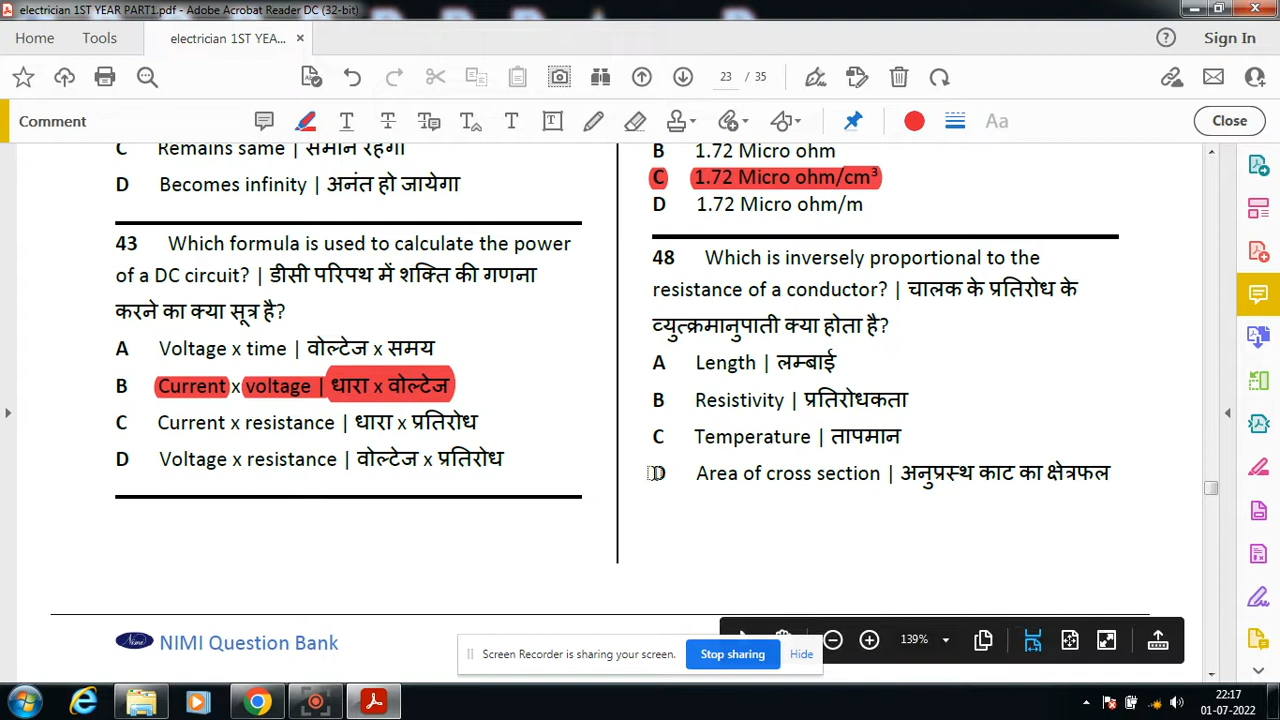 electrician 1ST YEAR PART1.pdf - Adobe Acrobat Reader DC (32-bit)
Home Tools electrician 1ST YEA... × Sign In
23 / 35
Comment Close
C Remains same | समान रहेगा
D Becomes infinity | अनंत हो जायेगा
43 Which formula is used to calculate the power
of a DC circuit? | डीसी परिपथ में शक्ति की गणना
करने का क्या सूत्र है?
A Voltage x time | वोल्टेज x समय
B Current x voltage | धारा x वोल्टेज
C Current x resistance | धारा x प्रतिरोध
D Voltage x resistance | वोल्टेज x प्रतिरोध
B 1.72 Micro ohm
C 1.72 Micro ohm/cm³
D 1.72 Micro ohm/m
48 Which is inversely proportional to the
resistance of a conductor? | चालक के प्रतिरोध के
व्युत्क्रमानुपाती क्या होता है?
A Length | लम्बाई
B Resistivity | प्रतिरोधकता
C Temperature | तापमान
D Area of cross section | अनुप्रस्थ काट का क्षेत्रफल
Nimi NIMI Question Bank
139%
Screen Recorder is sharing your screen. Stop sharing Hide
22:17
01-07-2022